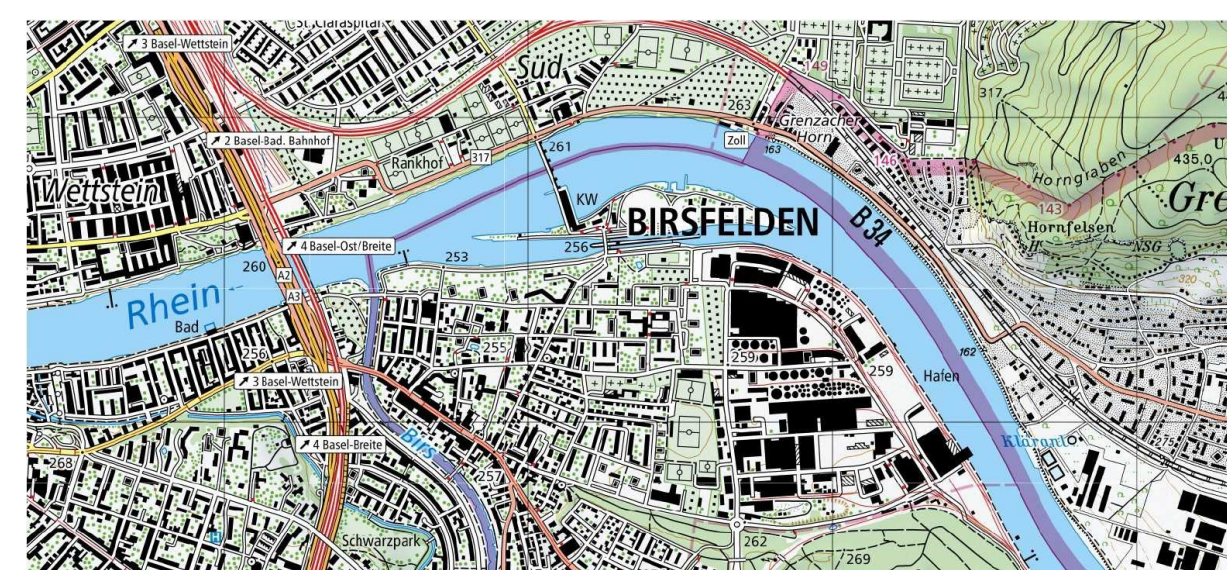 St. Claraspital
3 Basel-Wettstein
Süd
149
317
2 Basel-Bad. Bahnhof
263
Grenzacher
Horn
Zoll
163
261
317
Rankhof
146
435,0
Horngraben
Wettstein
KW
143
Gre
BIRSFELDEN
B34
Hornfelsen
NSG
4 Basel-Ost/Breite
256
253
260
A2
A3
Rhein
Bad
256
255
259
162
259
Hafen
3 Basel-Wettstein
4 Basel-Breite
Birs
Kläranl
275
268
257
Schwarzpark
262
269